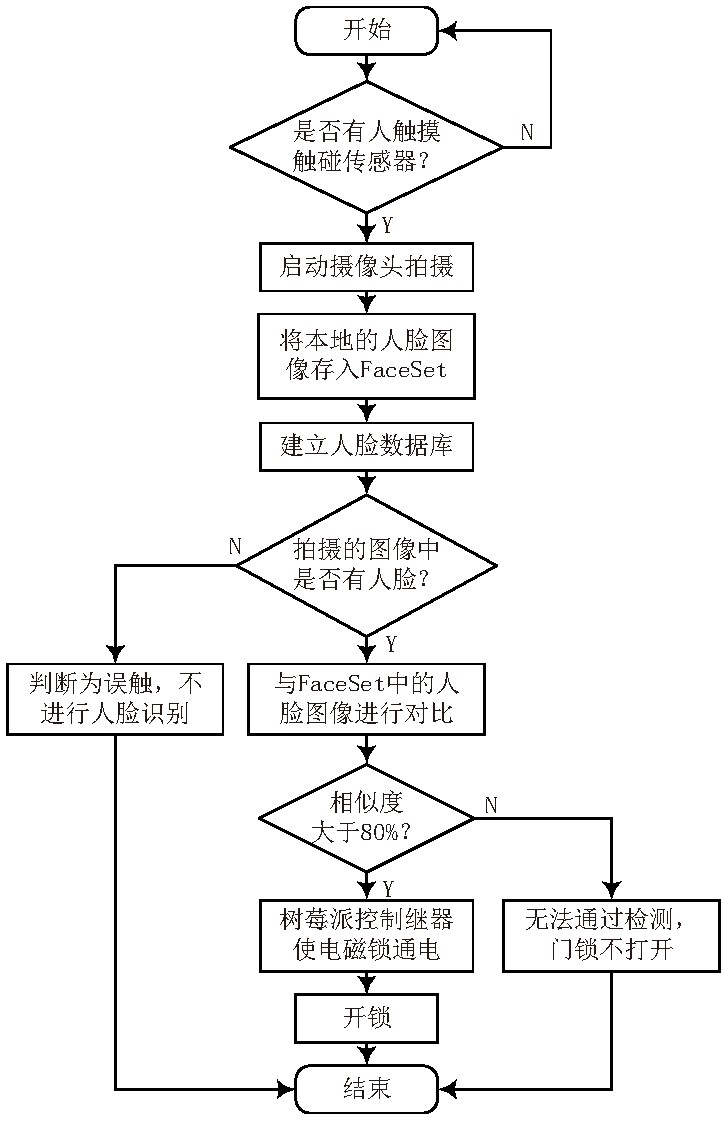 开始
是否有人触摸
触碰传感器？
N
Y
启动摄像头拍摄
将本地的人脸图
像存入FaceSet
建立人脸数据库
N
拍摄的图像中
是否有人脸？
Y
判断为误触，不
进行人脸识别
与FaceSet中的人
脸图像进行对比
相似度
大于80%？
N
Y
树莓派控制继器
使电磁锁通电
无法通过检测，
门锁不打开
开锁
结束